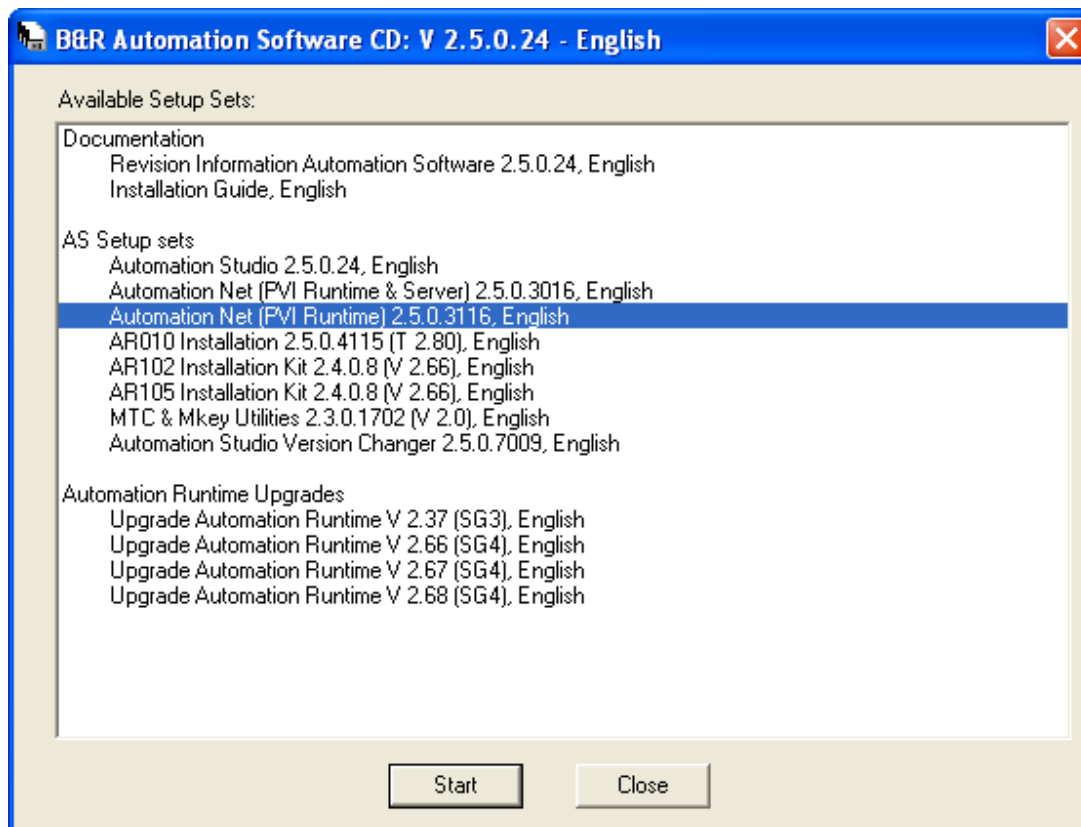 B&R Automation Software CD: V 2.5.0.24 - English
Available Setup Sets:
Documentation
Revision Information Automation Software 2.5.0.24, English
Installation Guide, English
AS Setup sets
Automation Studio 2.5.0.24, English
Automation Net (PVI Runtime & Server) 2.5.0.3016, English
Automation Net (PVI Runtime) 2.5.0.3116, English
AR010 Installation 2.5.0.4115 (T 2.80), English
AR102 Installation Kit 2.4.0.8 (V 2.66), English
AR105 Installation Kit 2.4.0.8 (V 2.66), English
MTC & Mkey Utilities 2.3.0.1702 (V 2.0), English
Automation Studio Version Changer 2.5.0.7009, English
Automation Runtime Upgrades
Upgrade Automation Runtime V 2.37 (SG3), English
Upgrade Automation Runtime V 2.66 (SG4), English
Upgrade Automation Runtime V 2.67 (SG4), English
Upgrade Automation Runtime V 2.68 (SG4), English
Start Close